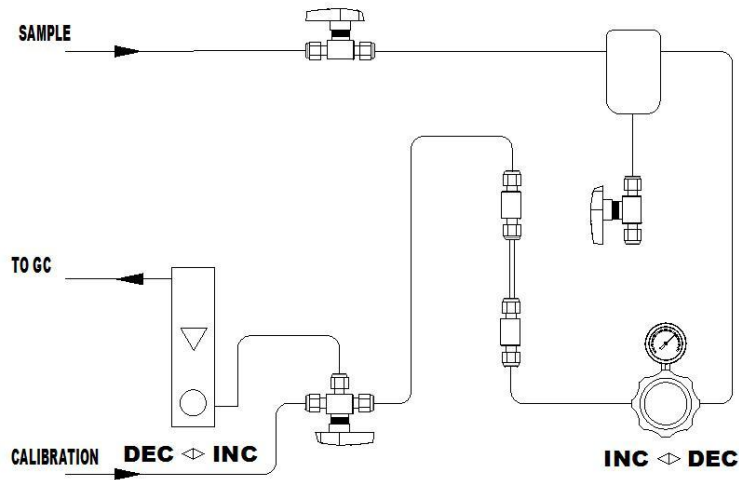 SAMPLE
TO GC
DEC ◁▷ INC
INC ◁▷ DEC
CALIBRATION